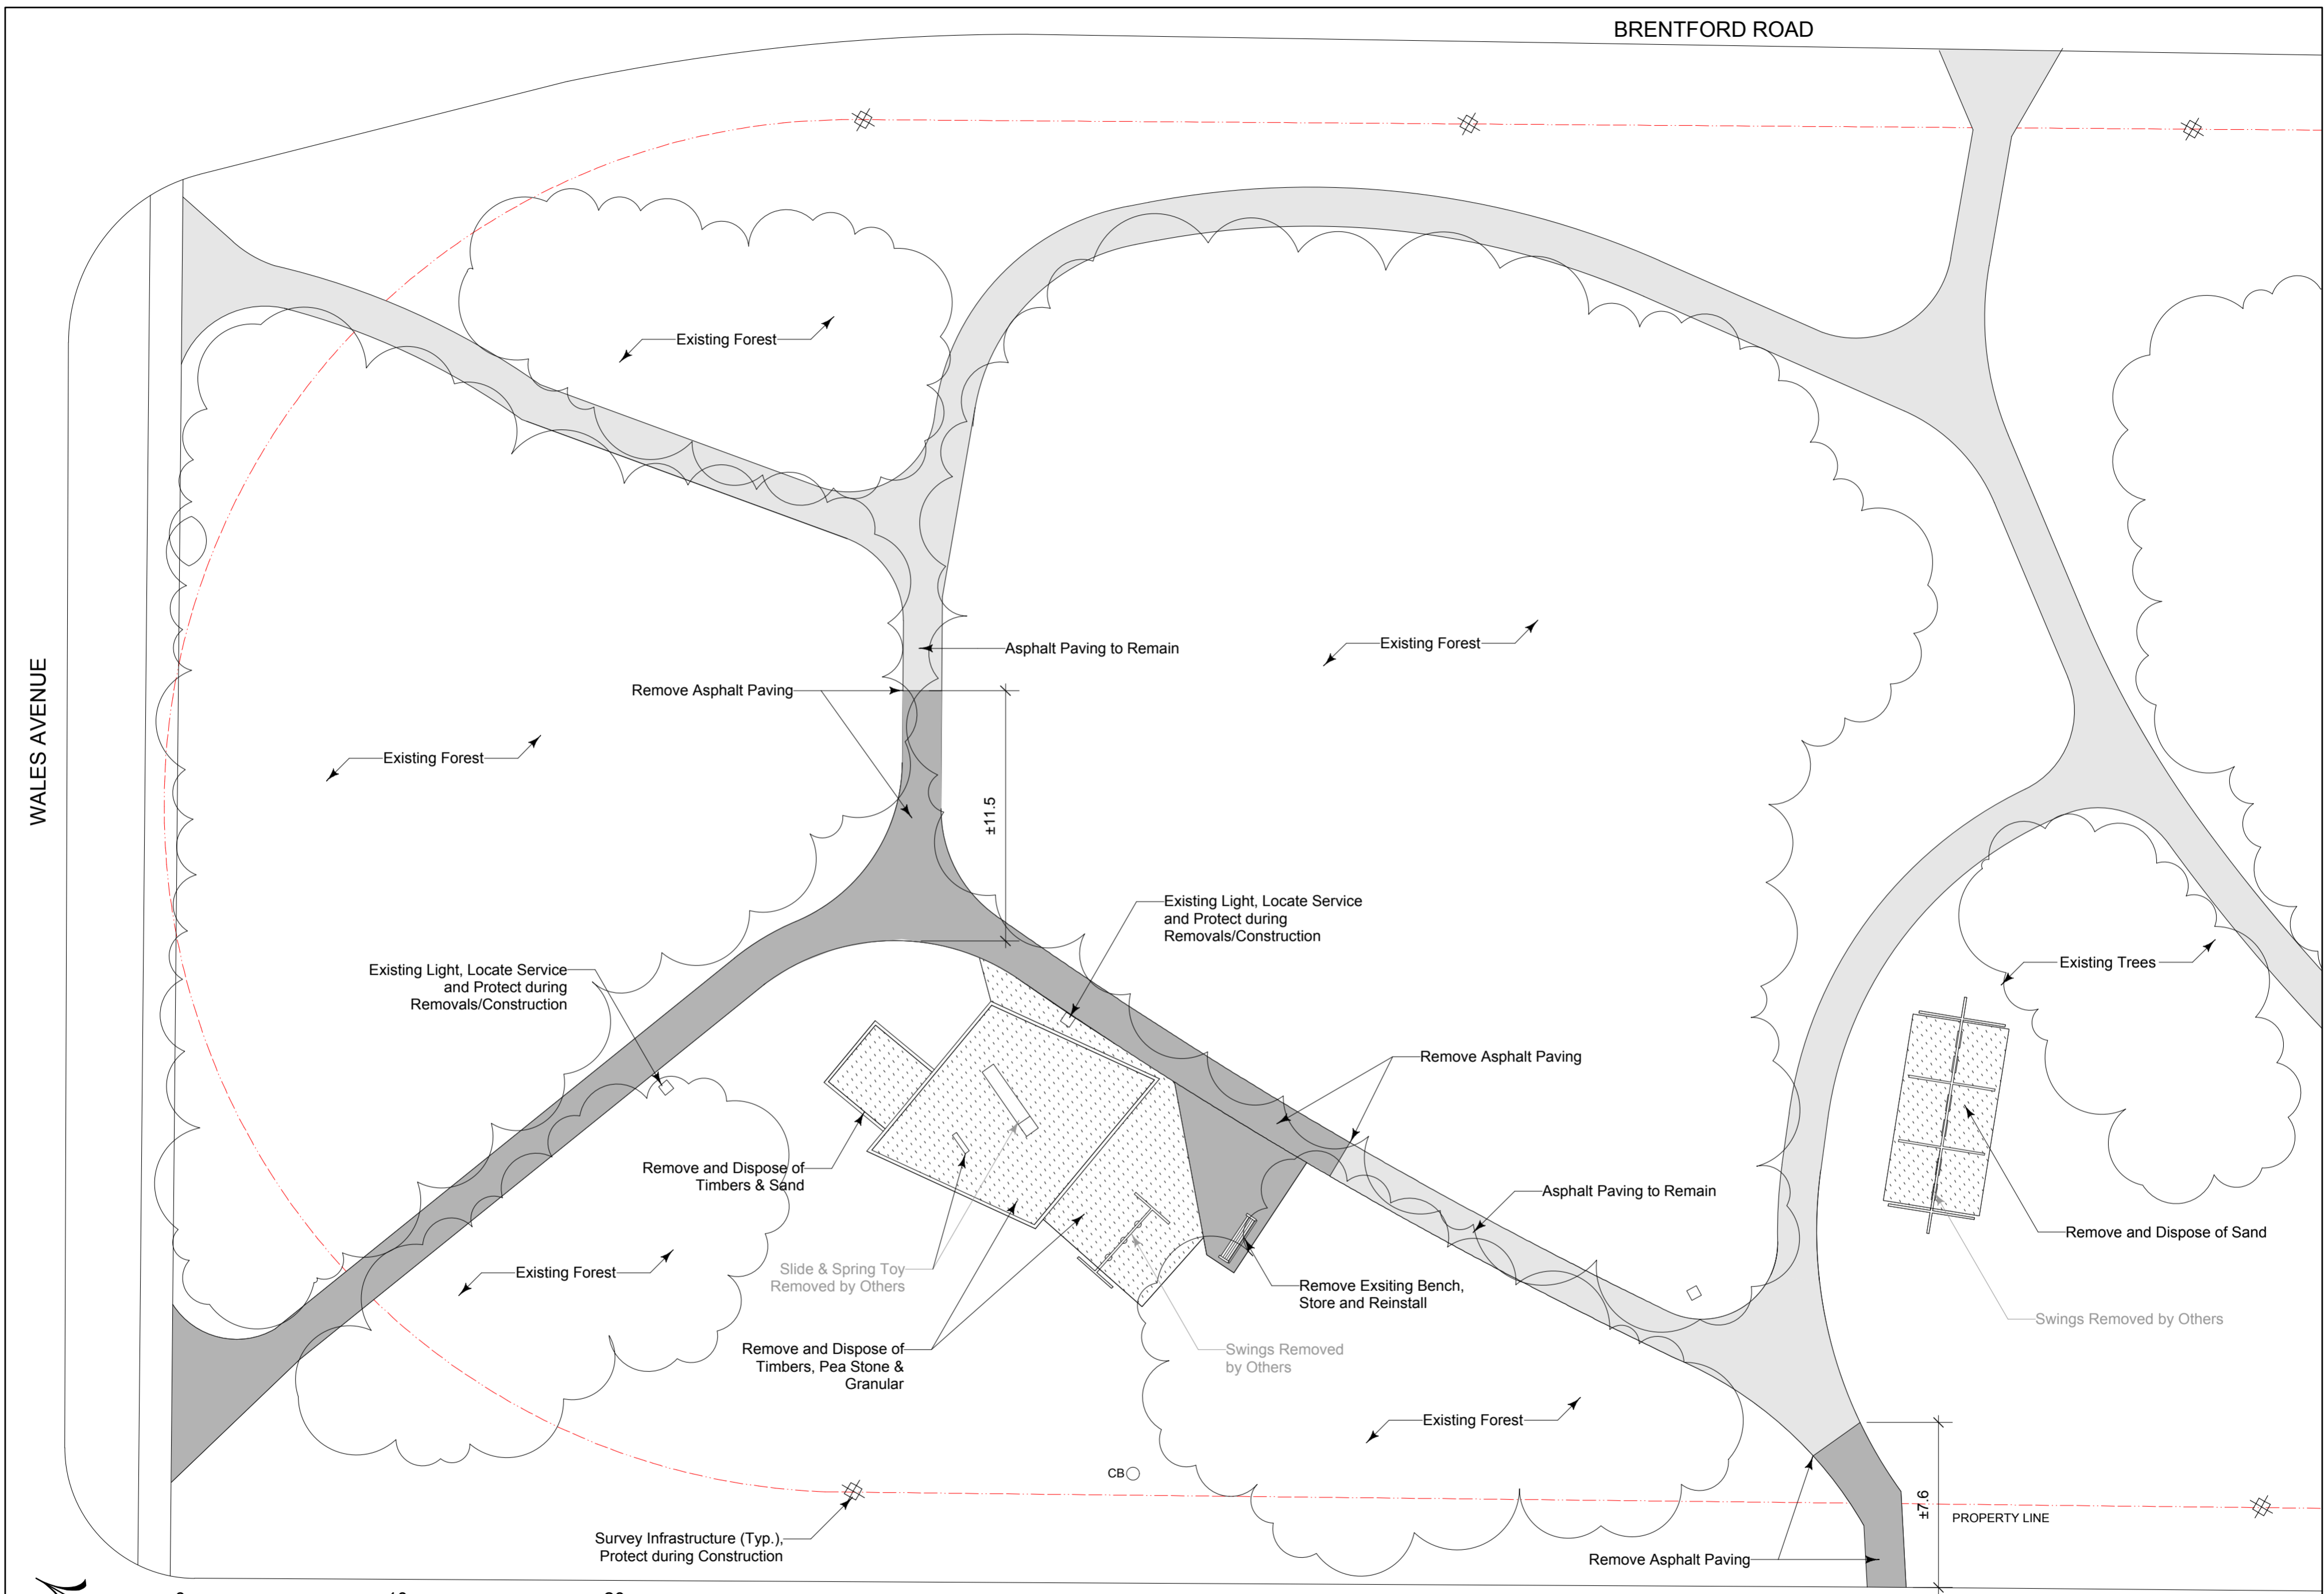 BRENTFORD ROAD
WALES AVENUE
Existing Forest
Existing Forest
Asphalt Paving to Remain
Remove Asphalt Paving
Existing Forest
±11.5
Existing Light, Locate Service
and Protect during
Removals/Construction
Existing Light, Locate Service
and Protect during
Removals/Construction
Existing Trees
Remove Asphalt Paving
Remove and Dispose of
Timbers & Sand
Asphalt Paving to Remain
Remove and Dispose of Sand
Existing Forest
Slide & Spring Toy
Removed by Others
Remove Exsiting Bench,
Store and Reinstall
Swings Removed by Others
Remove and Dispose of
Timbers, Pea Stone &
Granular
Swings Removed
by Others
Existing Forest
CB
±7.6
PROPERTY LINE
Survey Infrastructure (Typ.),
Protect during Construction
Remove Asphalt Paving